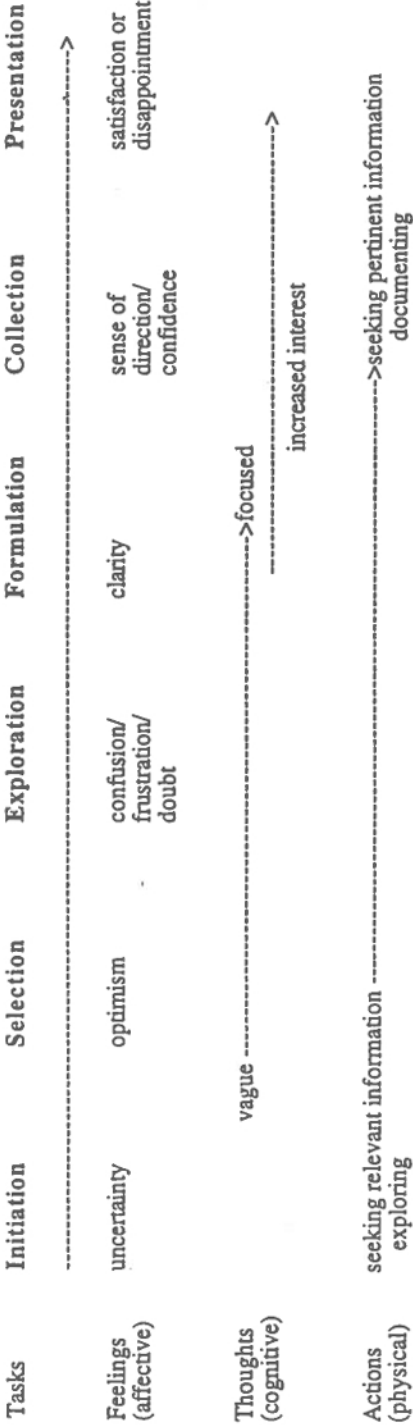 Tasks Initiation Selection Exploration Formulation Collection Presentation
---------------------------------------------------------------------->
Feelings uncertainty optimism confusion/ clarity sense of satisfaction or
(affective) frustration/ direction/ disappointment
doubt confidence
Thoughts vague ------------------------------------>focused
(cognitive) ------------------------------>
increased interest
Actions seeking relevant information ---------------------------------------->seeking pertinent information
(physical) exploring documenting